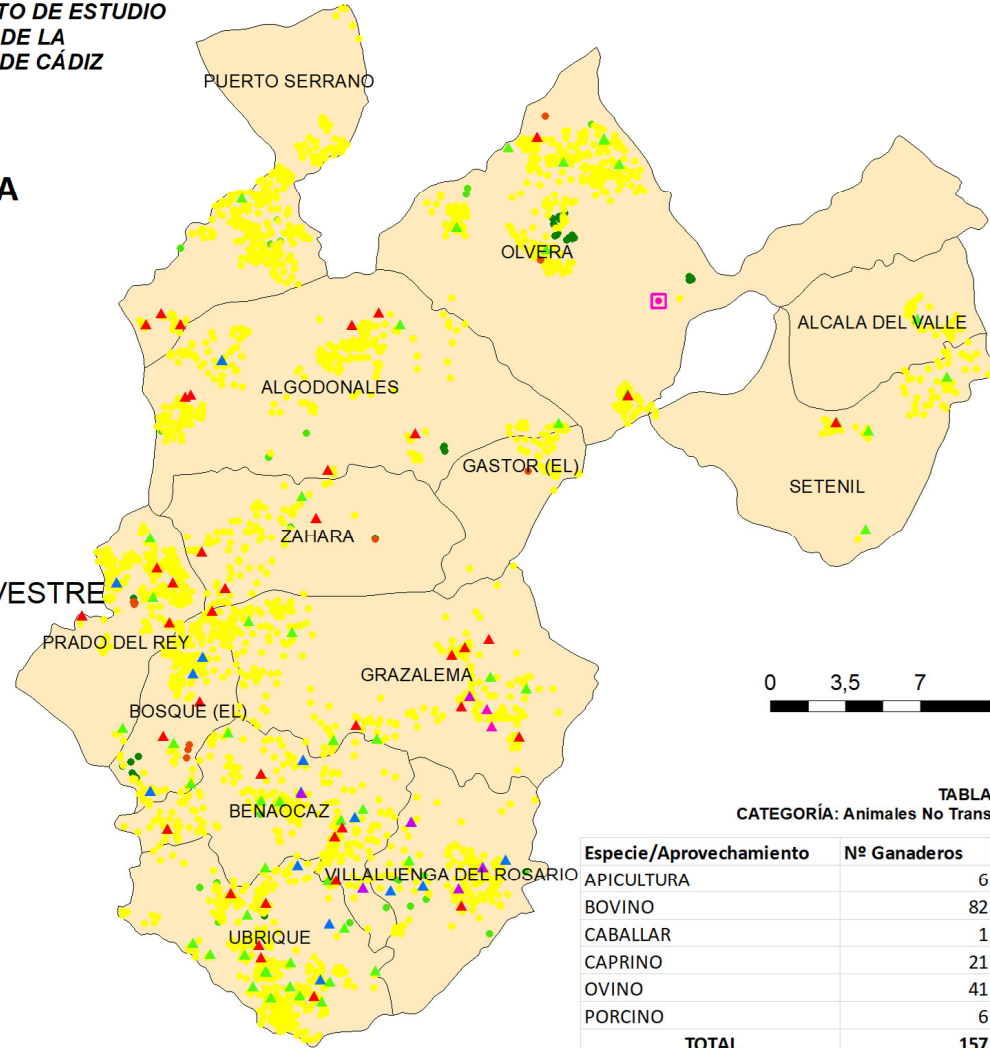 TO DE ESTUDIO
DE LA
DE CÁDIZ
PUERTO SERRANO
A
OLVERA
ALCALA DEL VALLE
ALGODONALES
GASTOR (EL)
SETENIL
ZAHARA
VESTRE
PRADO DEL REY
GRAZALEMA
0 3,5 7
BOSQUE (EL)
TABLA
CATEGORÍA: Animales No Trans
BENAOCAZ
Especie/Aprovechamiento Nº Ganaderos
VILLALUENGA DEL ROSARIO
APICULTURA 6
BOVINO 82
CABALLAR 1
UBRIQUE
CAPRINO 21
OVINO 41
PORCINO 6
TOTAL 157